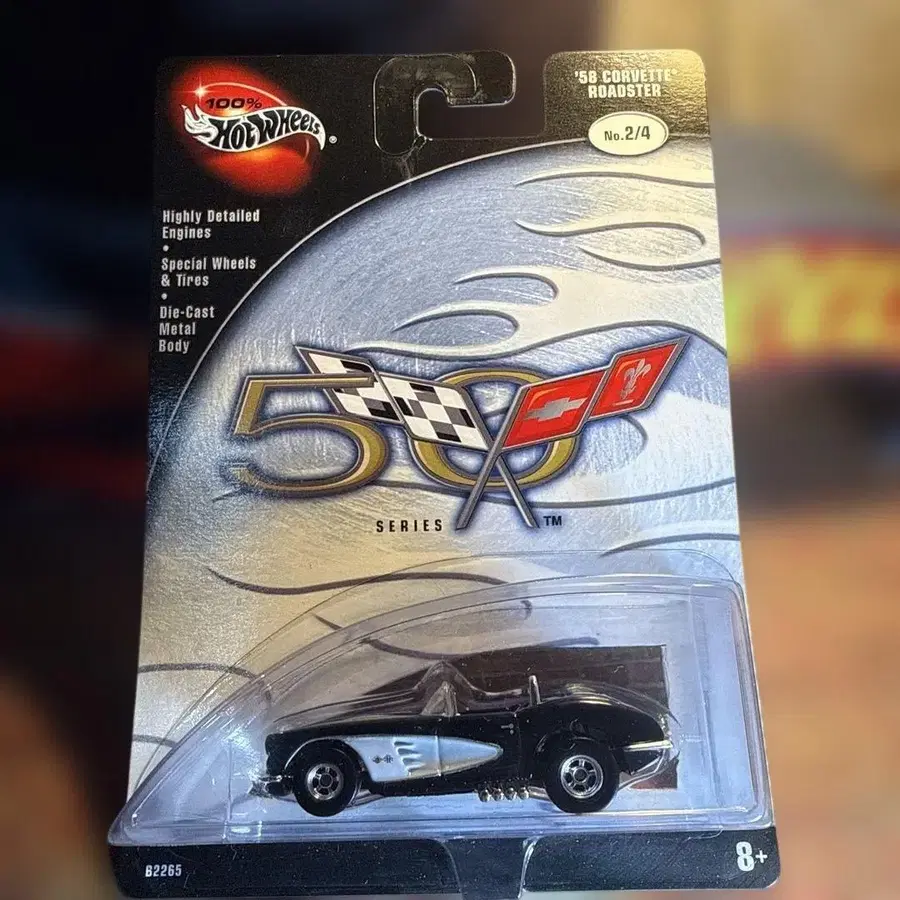 100%
HOT WHEELS®
'58 CORVETTE®
ROADSTER
No.2/4
Highly Detailed
Engines
•
Special Wheels
& Tires
•
Die-Cast
Metal
Body
50
SERIES ™
B2265
8+